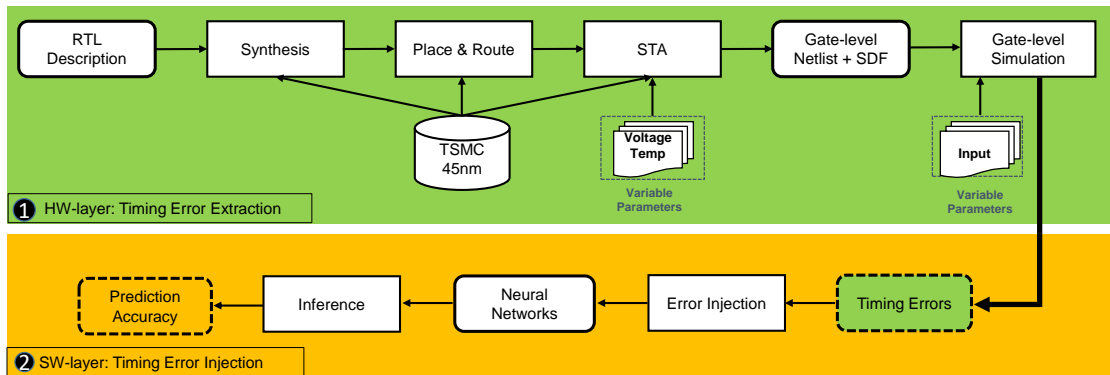 RTL
Description
Synthesis
Place & Route
STA
Gate-level
Netlist + SDF
Gate-level
Simulation
TSMC
45nm
Voltage
Temp
Input
Variable
Parameters
Variable
Parameters
1 HW-layer: Timing Error Extraction
Prediction
Accuracy
Inference
Neural
Networks
Error Injection
Timing Errors
2 SW-layer: Timing Error Injection